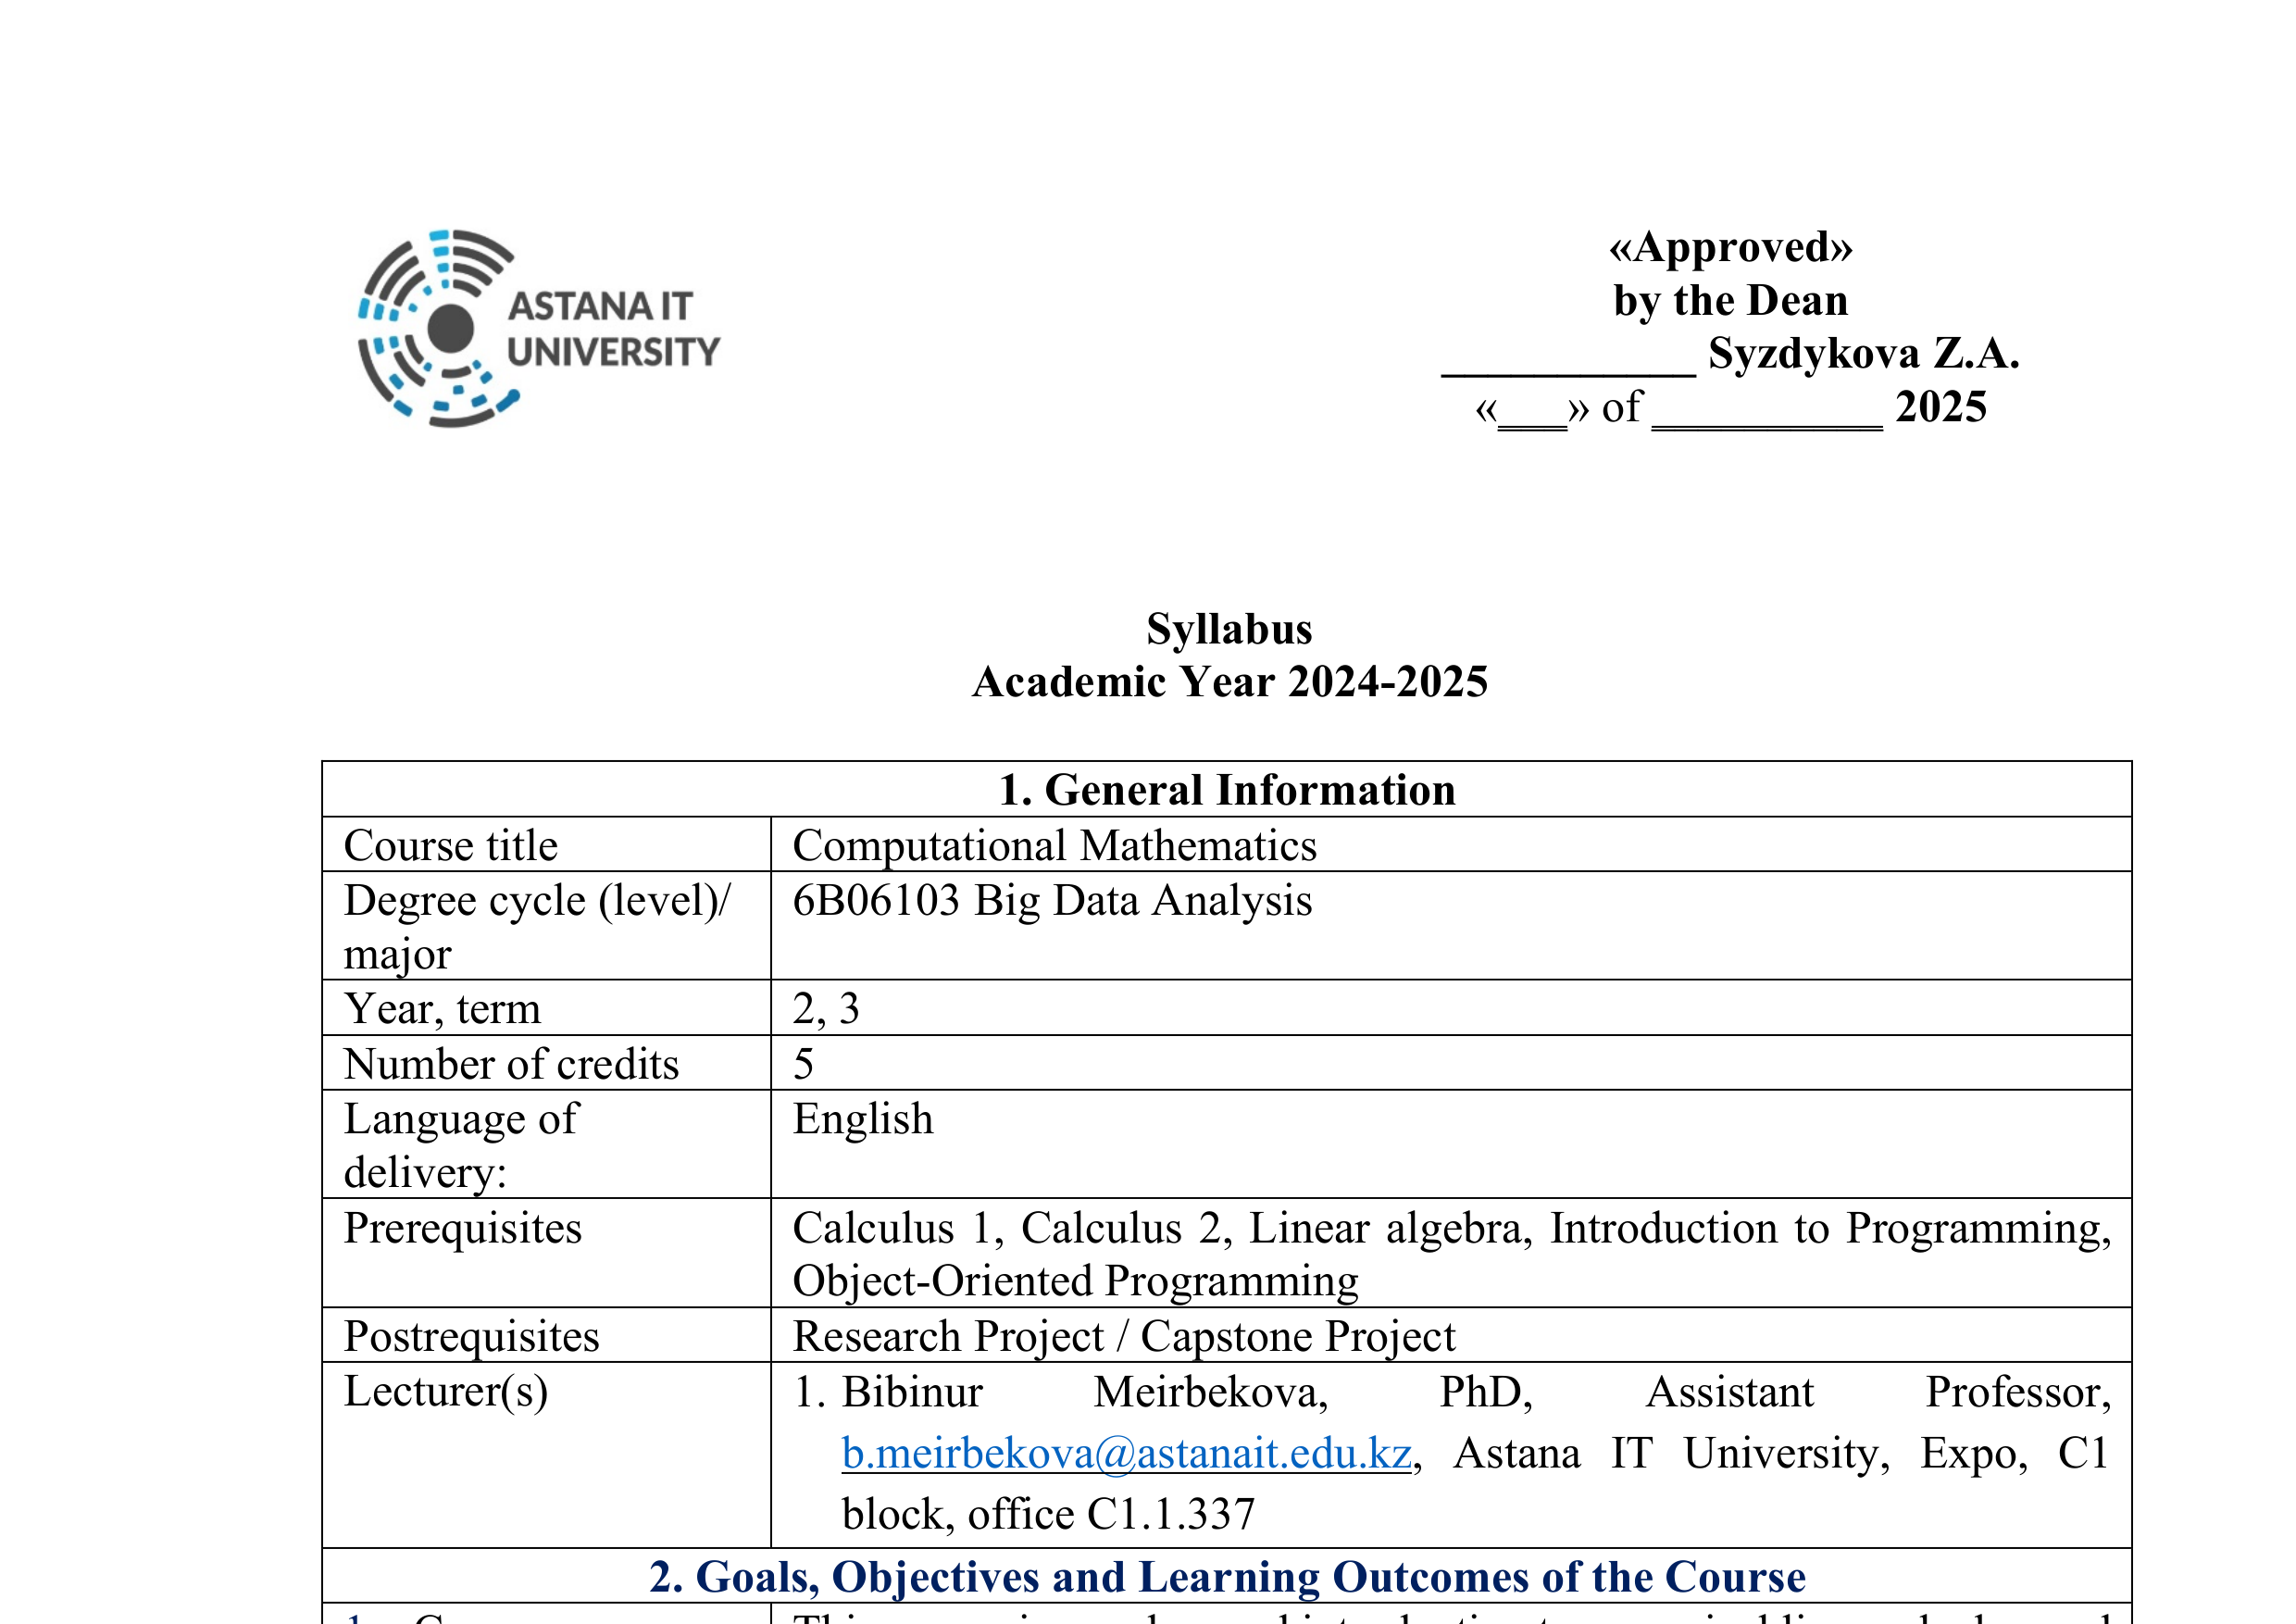 ASTANA IT
UNIVERSITY
«Approved»
by the Dean
___________ Syzdykova Z.A.
«___» of __________ 2025
Syllabus
Academic Year 2024-2025
1. General Information
Course title
Computational Mathematics
Degree cycle (level)/
major
6B06103 Big Data Analysis
Year, term
2, 3
Number of credits
5
Language of
delivery:
English
Prerequisites
Calculus 1, Calculus 2, Linear algebra, Introduction to Programming,
Object-Oriented Programming
Postrequisites
Research Project / Capstone Project
Lecturer(s)
1. Bibinur Meirbekova, PhD, Assistant Professor,
b.meirbekova@astanait.edu.kz, Astana IT University, Expo, C1
block, office C1.1.337
2. Goals, Objectives and Learning Outcomes of the Course